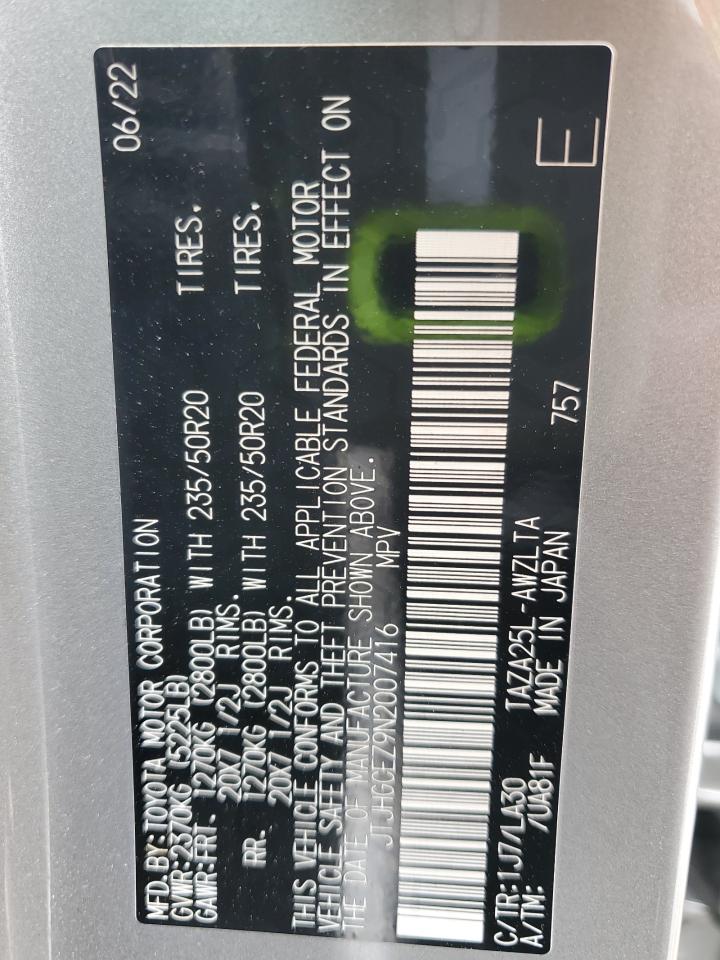 MFD.BY:TOYOTA MOTOR CORPORATION 06/22
GVWR:2370KG (5225LB)
GAWR:FRT. 1270KG (2800LB) WITH 235/50R20 TIRES.
20X7 1/2J RIMS.
RR. 1270KG (2800LB) WITH 235/50R20 TIRES.
20X7 1/2J RIMS.
THIS VEHICLE CONFORMS TO ALL APPLICABLE FEDERAL MOTOR
VEHICLE SAFETY AND THEFT PREVENTION STANDARDS IN EFFECT ON
THE DATE OF MANUFACTURE SHOWN ABOVE.
JTJHGCEZ9N2007416 MPV
C/TR:1J7/LA30 TAZA25L-AWZLTA
A/TM: /UA81F MADE IN JAPAN 757 E